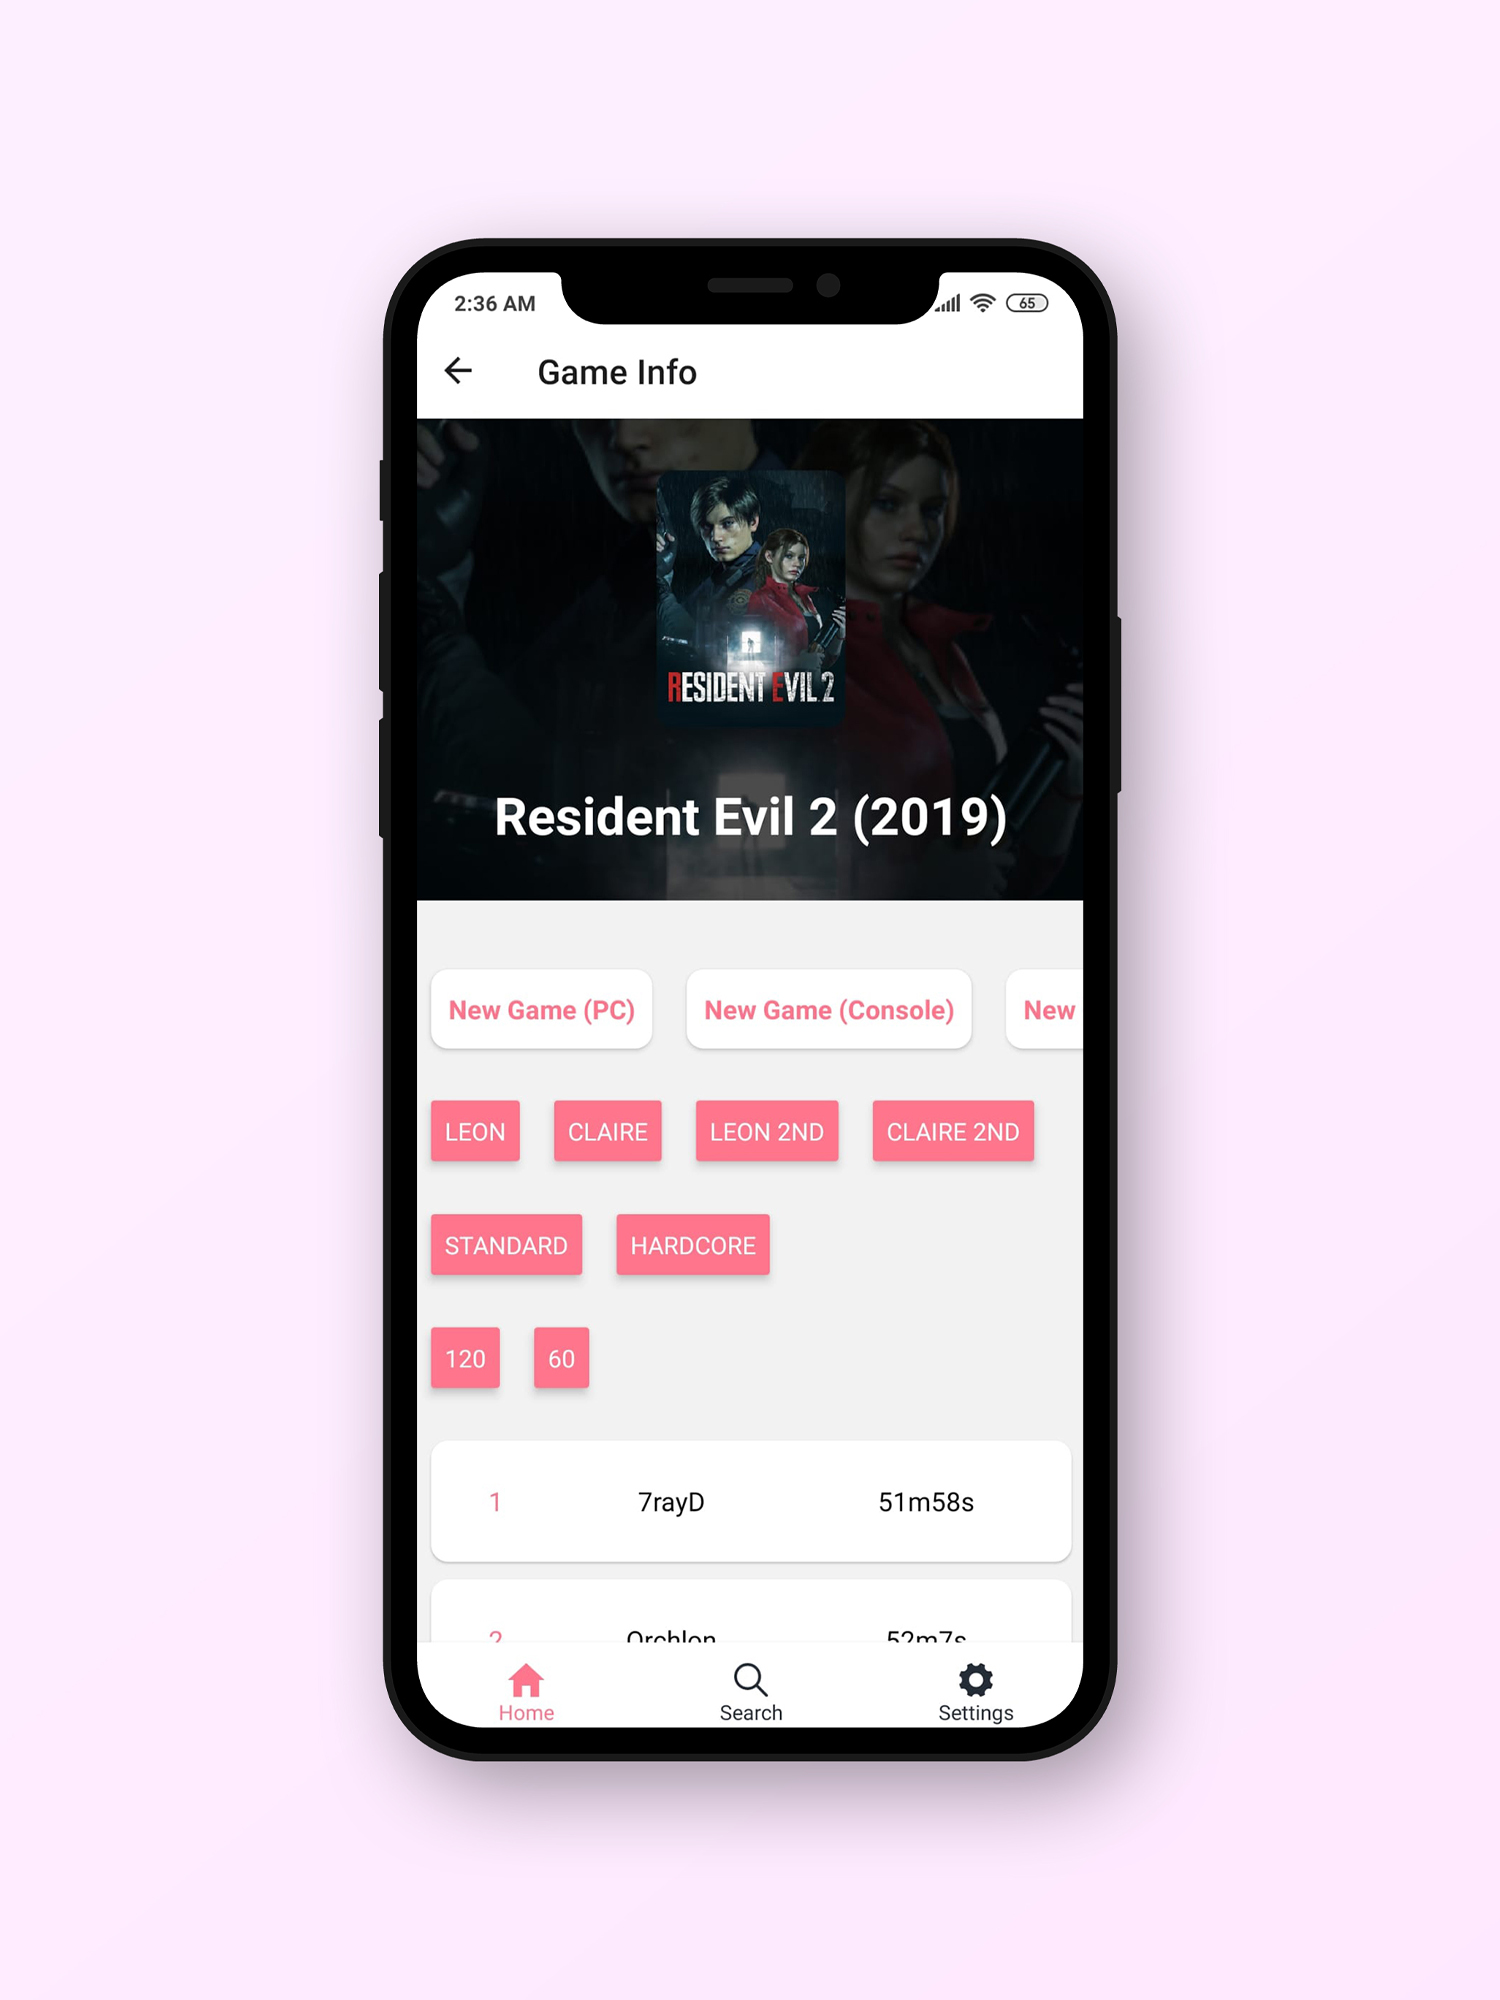 2:36 AM
65
Game Info
RESIDENT EVIL 2
Resident Evil 2 (2019)
New Game (PC) New Game (Console) New
LEON CLAIRE LEON 2ND CLAIRE 2ND
STANDARD HARDCORE
120 60
1 7rayD 51m58s
2 Orchlon 52m7s
Home Search Settings